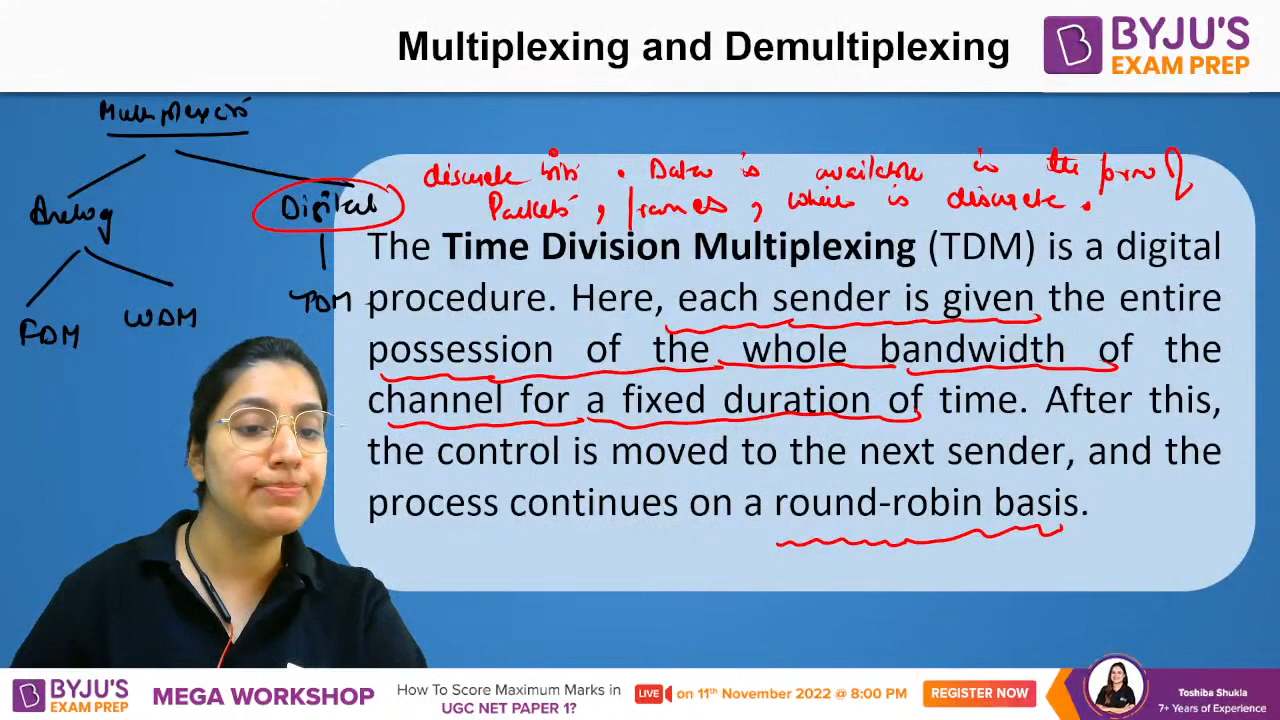 Multiplexing and Demultiplexing
BYJU'S
EXAM PREP
Multiplexers
Analog
Digital
FDM
WDM
TDM
discrete bits. Data is available in the form of
Packets, frames, which is discrete.
The Time Division Multiplexing (TDM) is a digital
procedure. Here, each sender is given the entire
possession of the whole bandwidth of the
channel for a fixed duration of time. After this,
the control is moved to the next sender, and the
process continues on a round-robin basis.
BYJU'S
EXAM PREP
MEGA WORKSHOP
How To Score Maximum Marks in
UGC NET PAPER 1?
LIVE
on 11th November 2022 @ 8:00 PM
REGISTER NOW
Toshiba Shukla
7+ Years of Experience